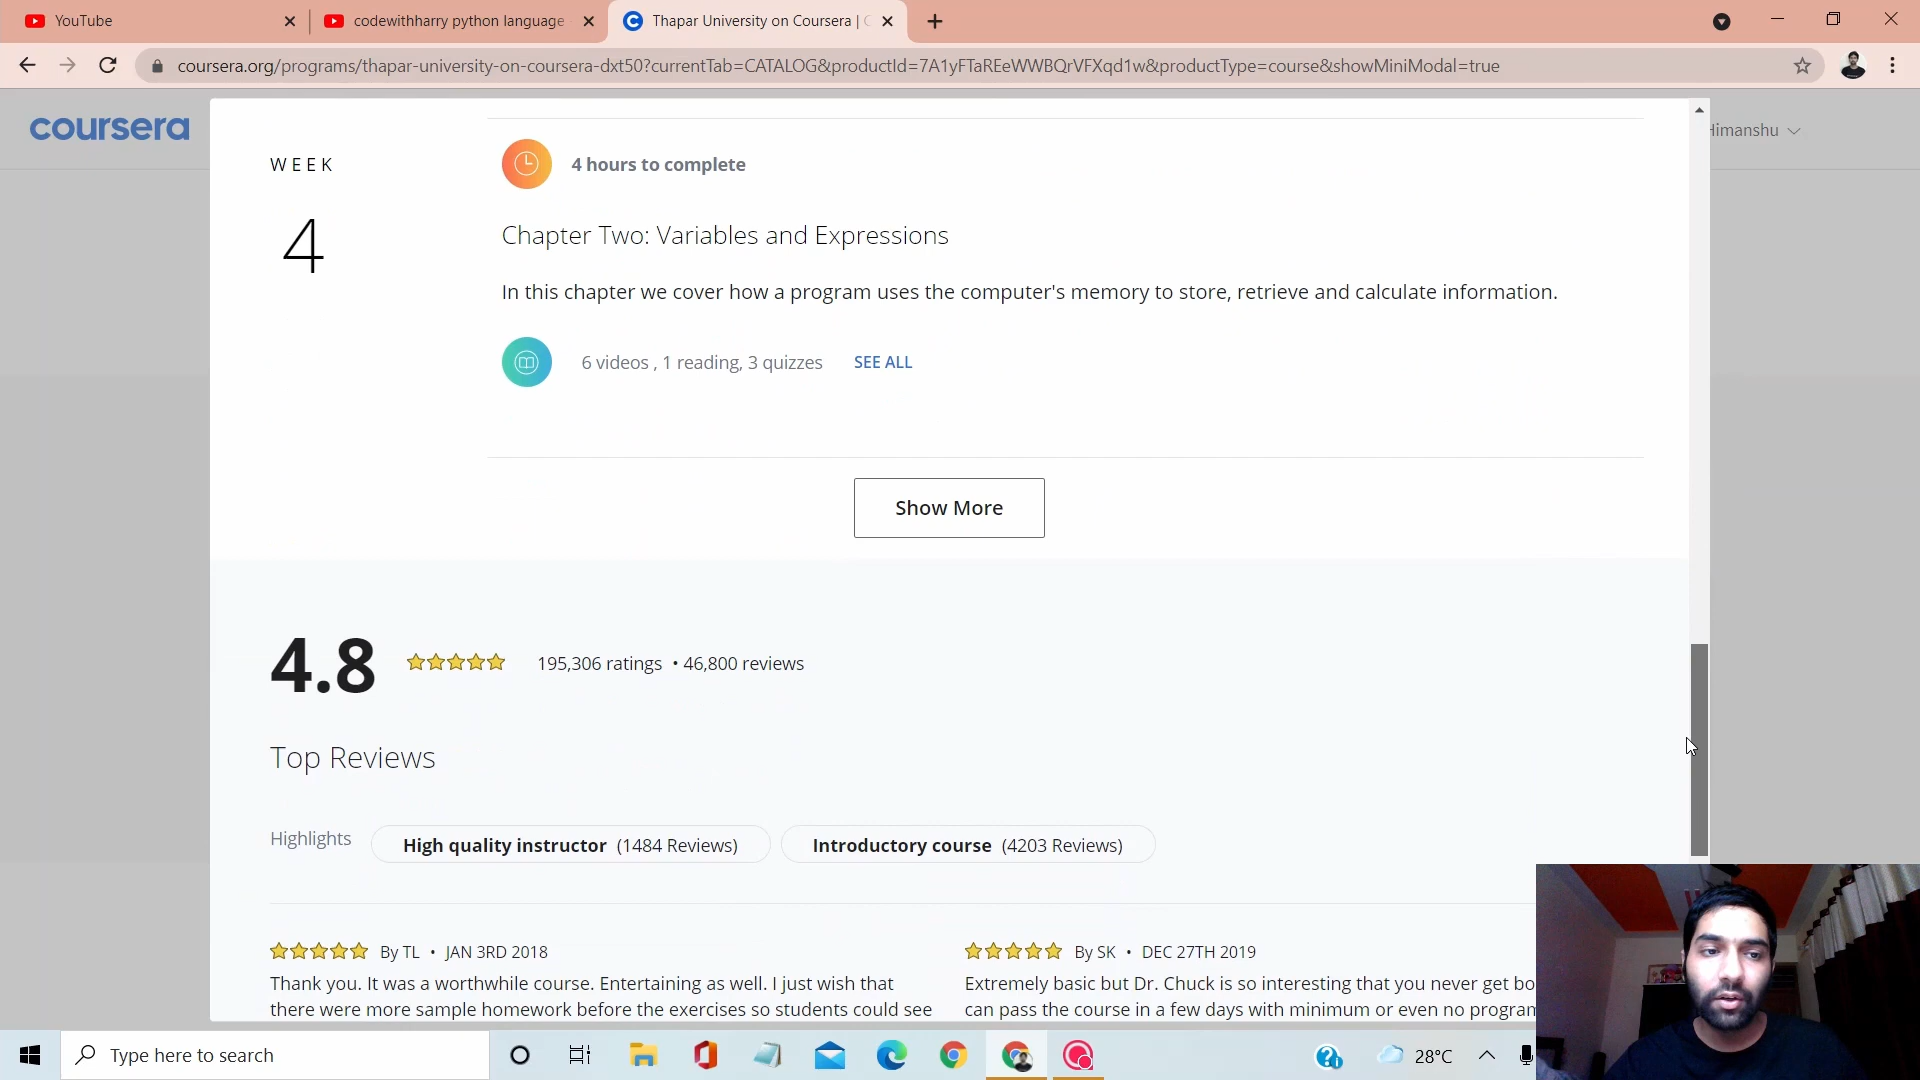 YouTube
codewithharry python language
Thapar University on Coursera | C
coursera.org/programs/thapar-university-on-coursera-dxt50?currentTab=CATALOG&productId=7A1yFTaREeWWBQrVFXqd1w&productType=course&showMiniModal=true
coursera
Himanshu
WEEK
4
4 hours to complete
Chapter Two: Variables and Expressions
In this chapter we cover how a program uses the computer's memory to store, retrieve and calculate information.
6 videos , 1 reading, 3 quizzes SEE ALL
Show More
4.8
195,306 ratings • 46,800 reviews
Top Reviews
Highlights
High quality instructor (1484 Reviews)
Introductory course (4203 Reviews)
By TL • JAN 3RD 2018
Thank you. It was a worthwhile course. Entertaining as well. I just wish that
there were more sample homework before the exercises so students could see
By SK • DEC 27TH 2019
Extremely basic but Dr. Chuck is so interesting that you never get bo
can pass the course in a few days with minimum or even no program
Type here to search
28°C